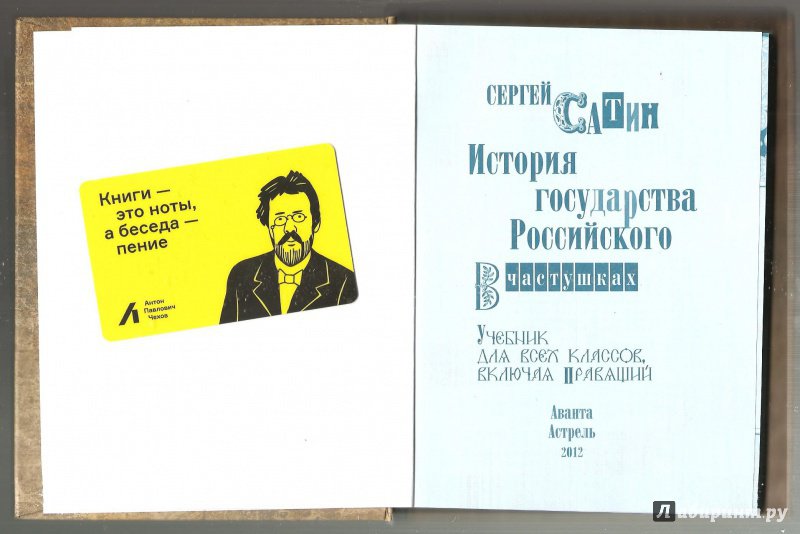 Книги —
это ноты,
а беседа —
пение
Антон
Павлович
Чехов
СЕРГЕЙ
САТИН
История
государства
Российского
В частушках
Учебник
для всех классов,
включая Правящий
Аванта
Астрель
2012
Лабиринт.ру